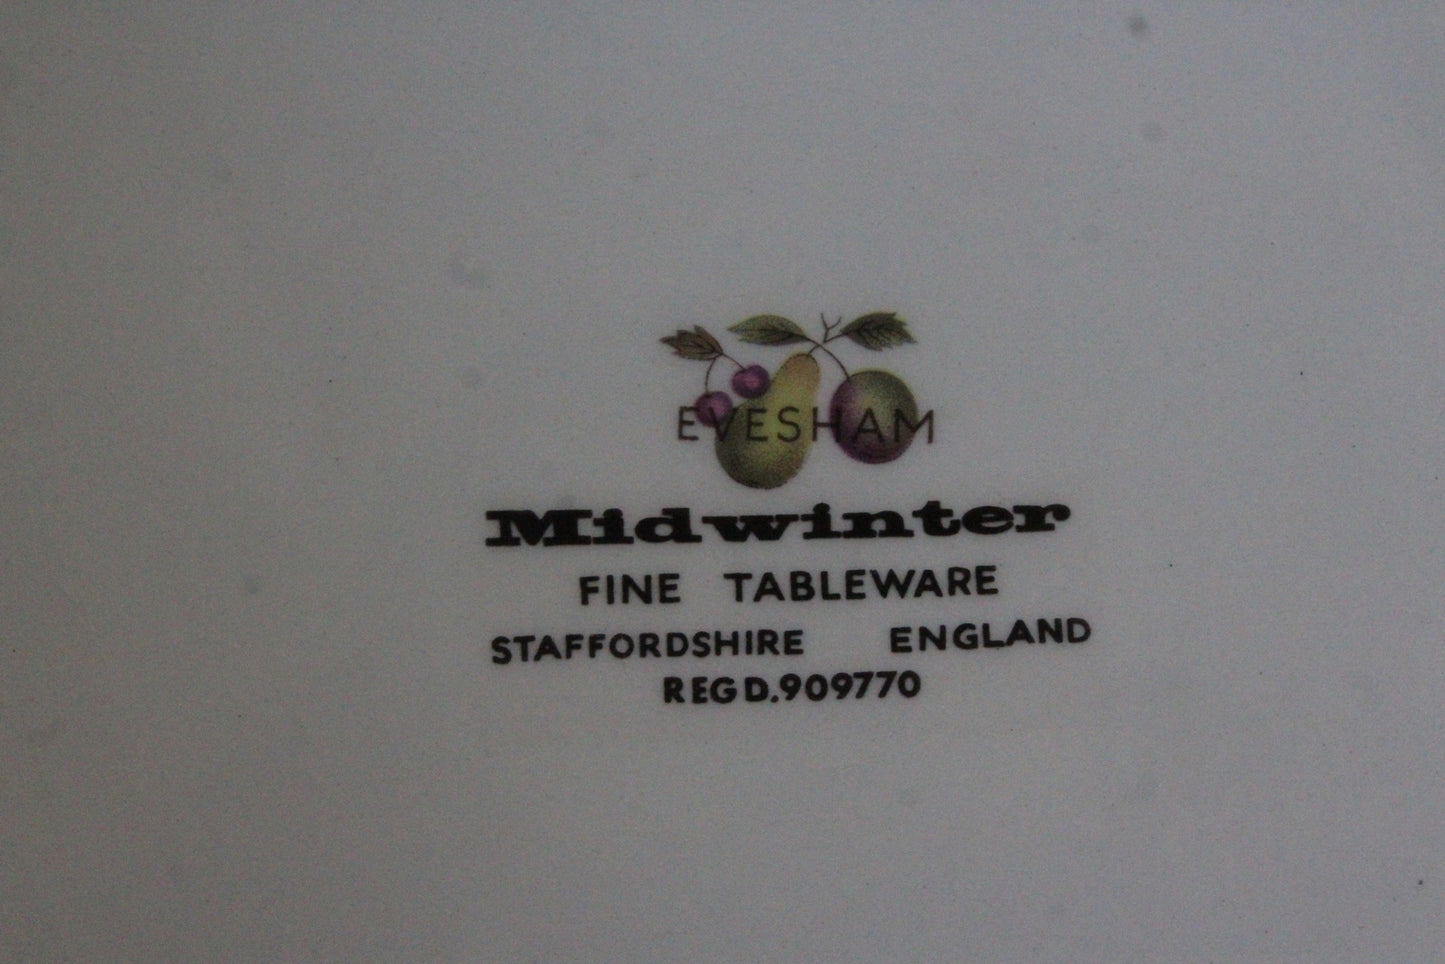 EVESHAM
Midwinter
FINE TABLEWARE
STAFFORDSHIRE ENGLAND
REGD.909770